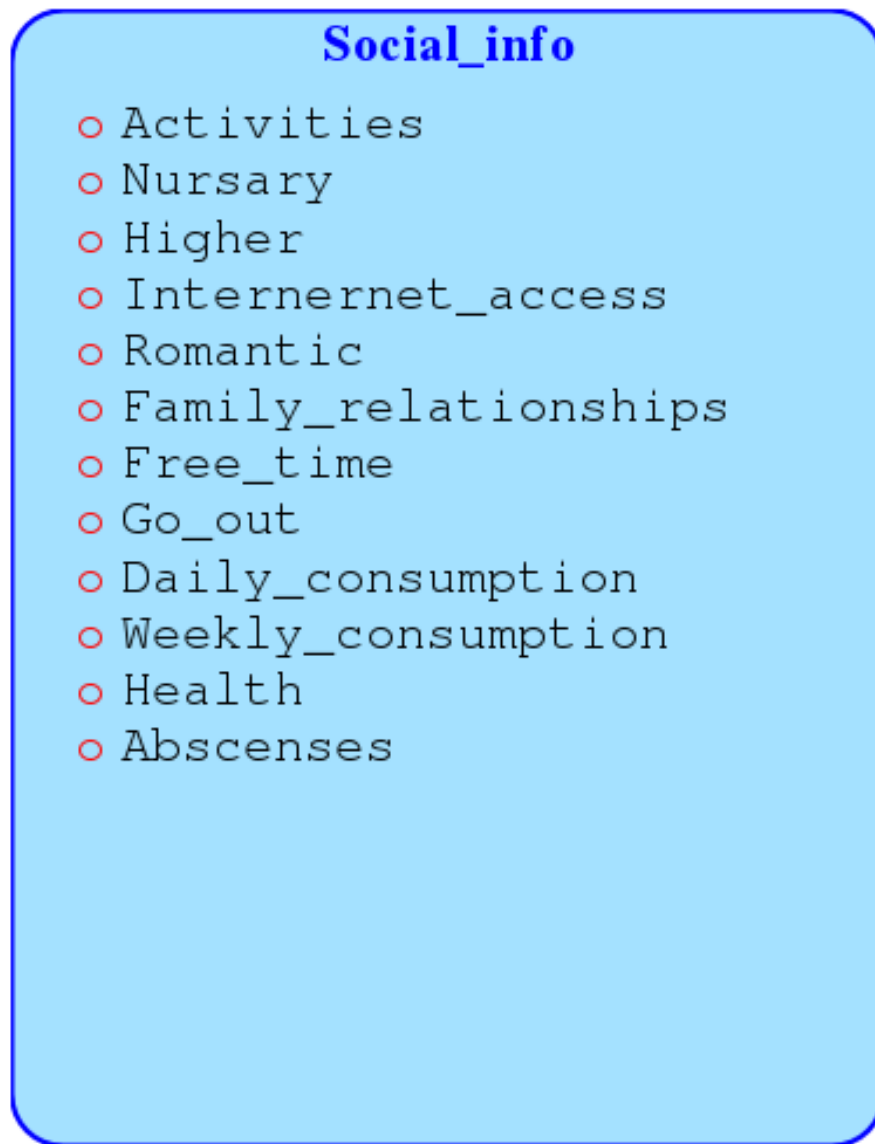 Social_info
Activities
Nursary
Higher
Internernet_access
Romantic
Family_relationships
Free_time
Go_out
Daily_consumption
Weekly_consumption
Health
Abscenses